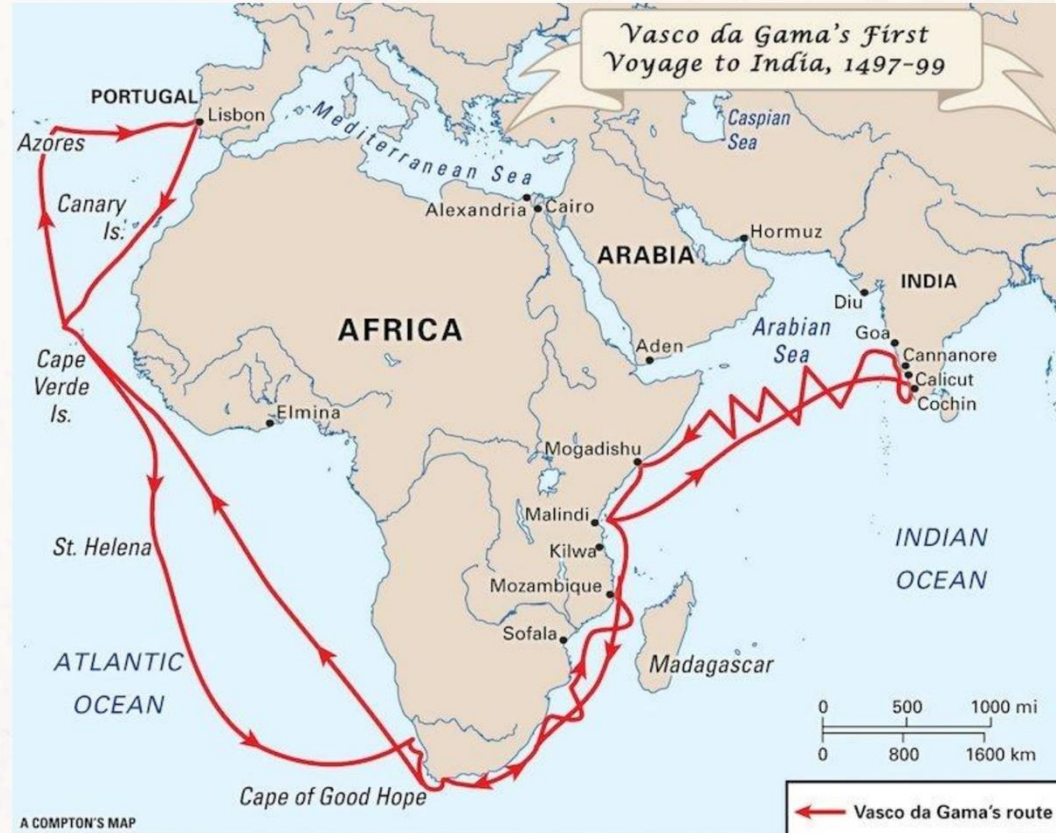 Vasco da Gama's First
Voyage to India, 1497-99
PORTUGAL
Lisbon
Azores
Mediterranean Sea
Caspian
Sea
Canary
Is.
Alexandria
Cairo
Hormuz
ARABIA
INDIA
Diu
AFRICA
Arabian
Sea
Goa
Aden
Cannanore
Calicut
Cochin
Cape
Verde
Is.
Elmina
Mogadishu
Malindi
St. Helena
Kilwa
INDIAN
OCEAN
Mozambique
Sofala
Madagascar
ATLANTIC
OCEAN
0 500 1000 mi
0 800 1600 km
Cape of Good Hope
Vasco da Gama's route
A COMPTON'S MAP